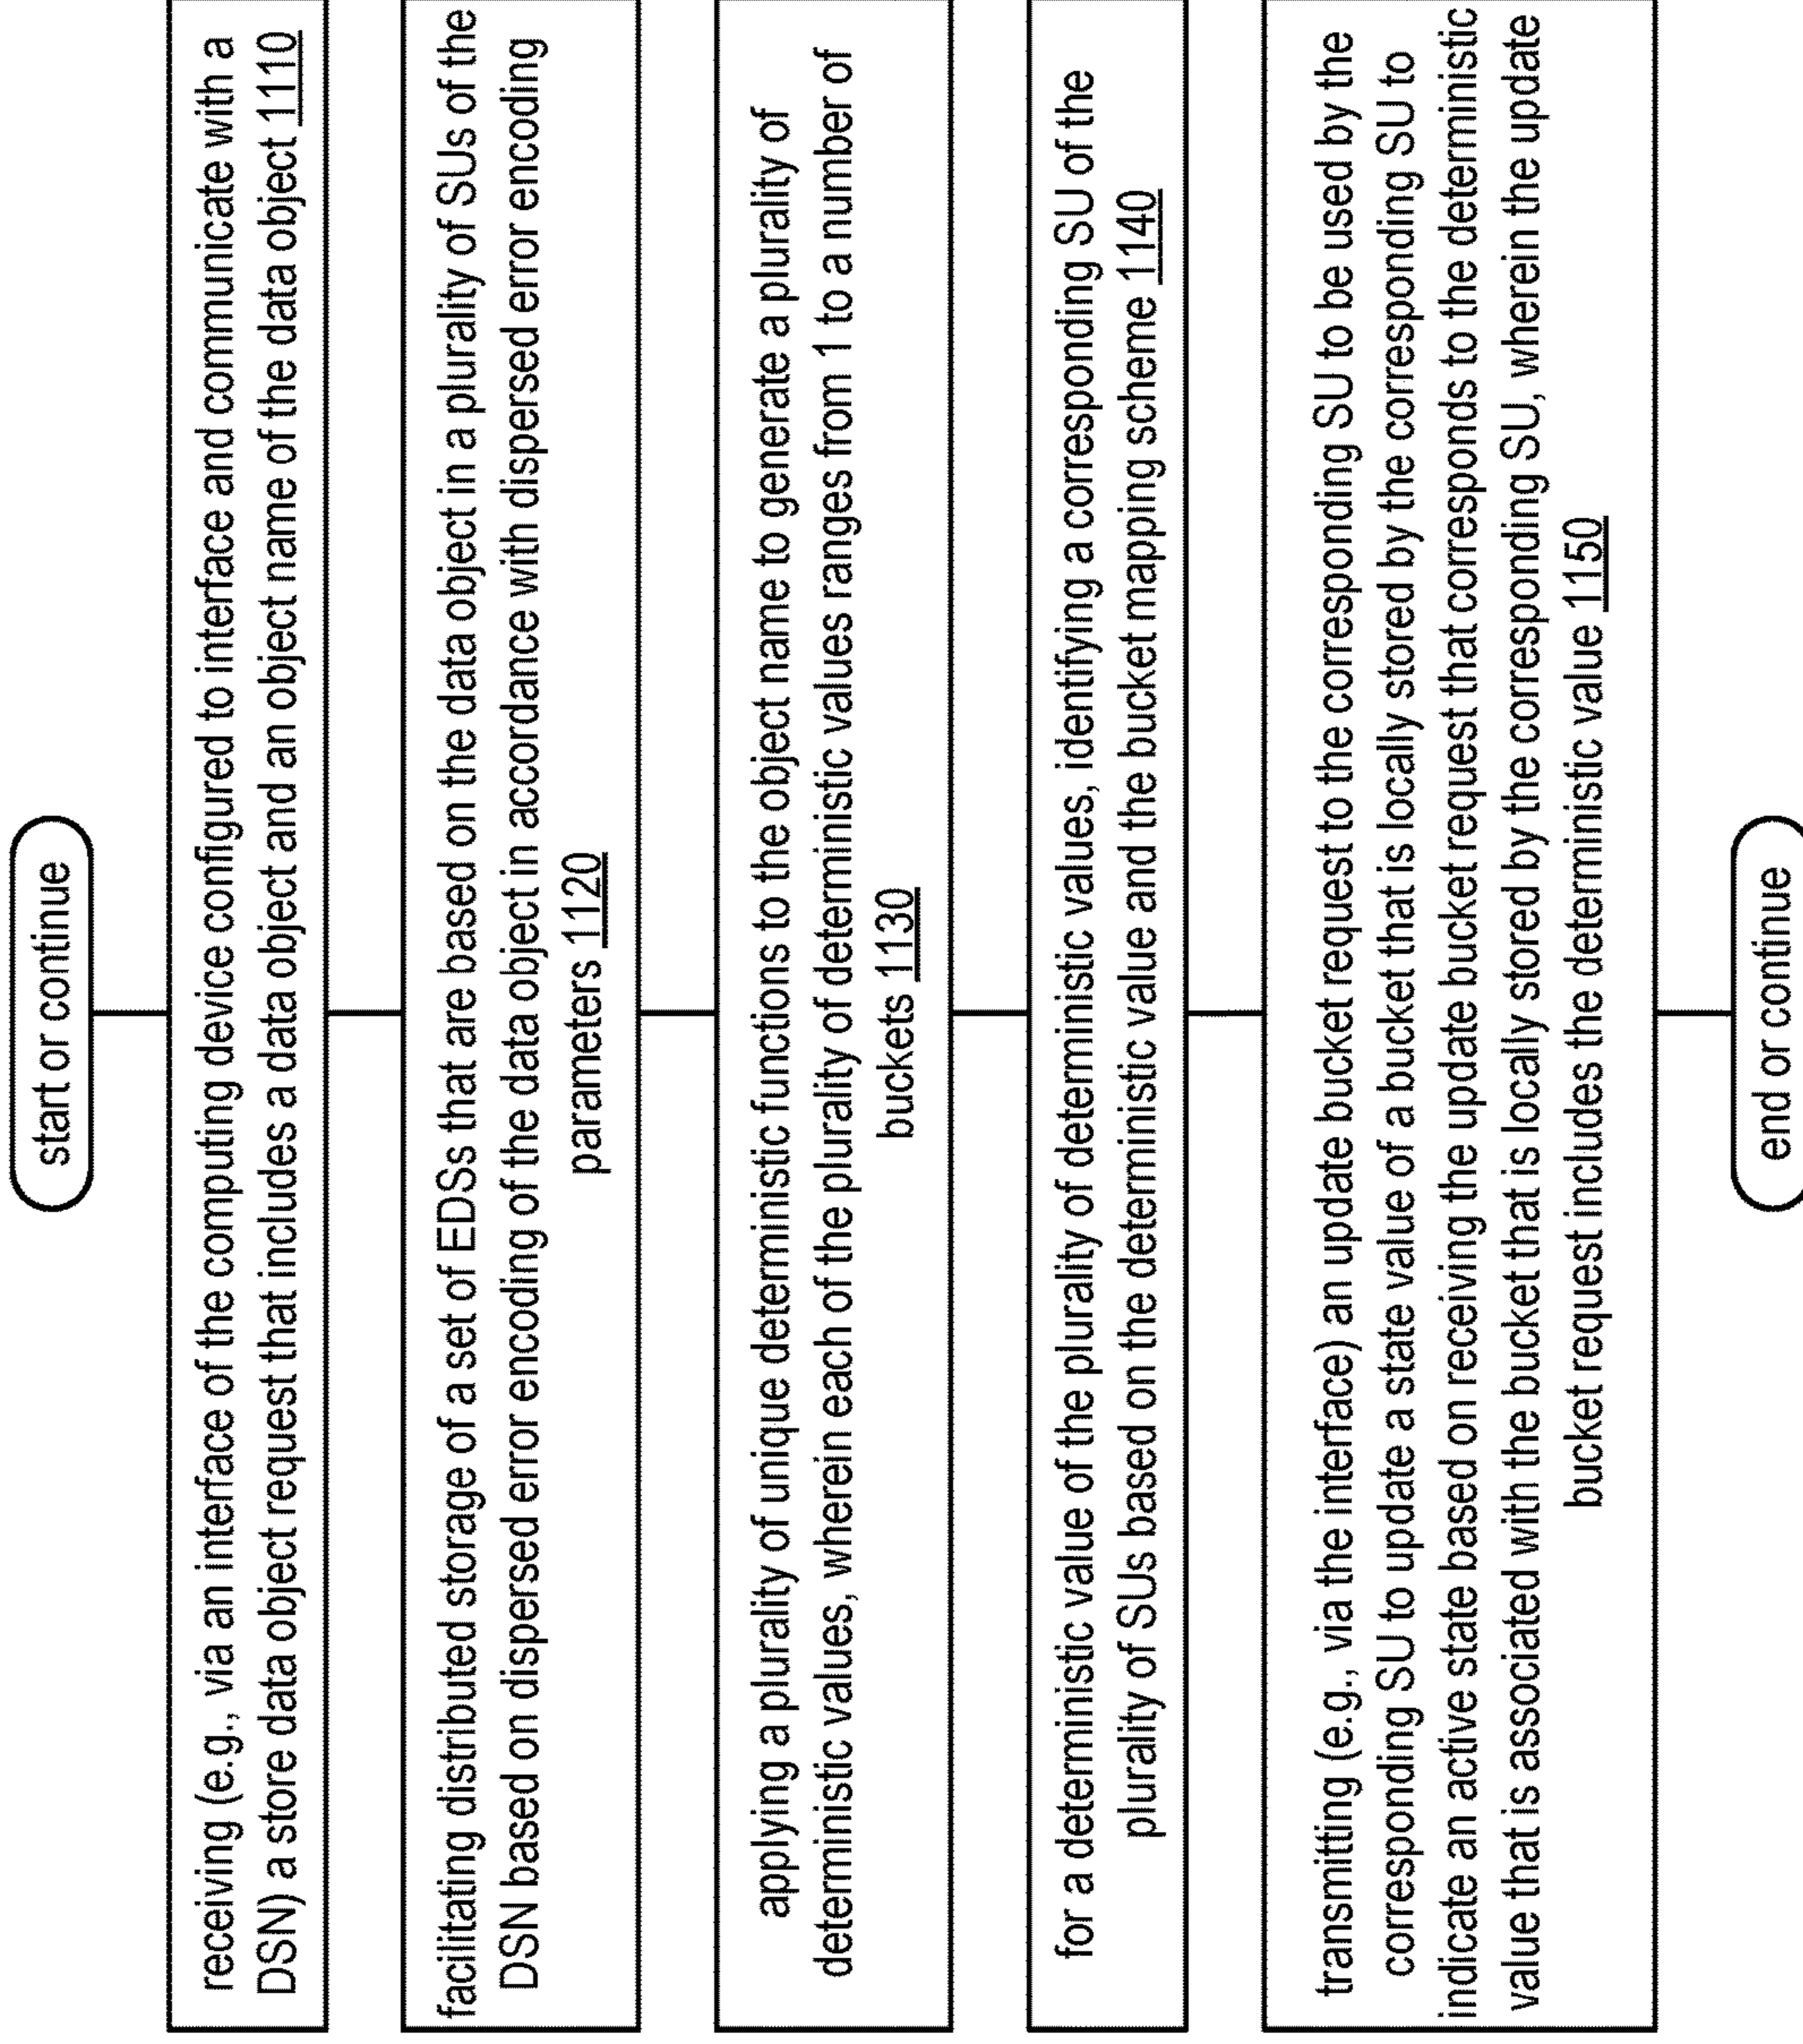 start or continue
receiving (e.g., via an interface of the computing device configured to interface and communicate with a
DSN) a store data object request that includes a data object and an object name of the data object 1110
facilitating distributed storage of a set of EDSs that are based on the data object in a plurality of SUs of the
DSN based on dispersed error encoding of the data object in accordance with dispersed error encoding
parameters 1120
applying a plurality of unique deterministic functions to the object name to generate a plurality of
deterministic values, wherein each of the plurality of deterministic values ranges from 1 to a number of
buckets 1130
for a deterministic value of the plurality of deterministic values, identifying a corresponding SU of the
plurality of SUs based on the deterministic value and the bucket mapping scheme 1140
transmitting (e.g., via the interface) an update bucket request to the corresponding SU to be used by the
corresponding SU to update a state value of a bucket that is locally stored by the corresponding SU to
indicate an active state based on receiving the update bucket request that corresponds to the deterministic
value that is associated with the bucket that is locally stored by the corresponding SU, wherein the update
bucket request includes the deterministic value 1150
end or continue